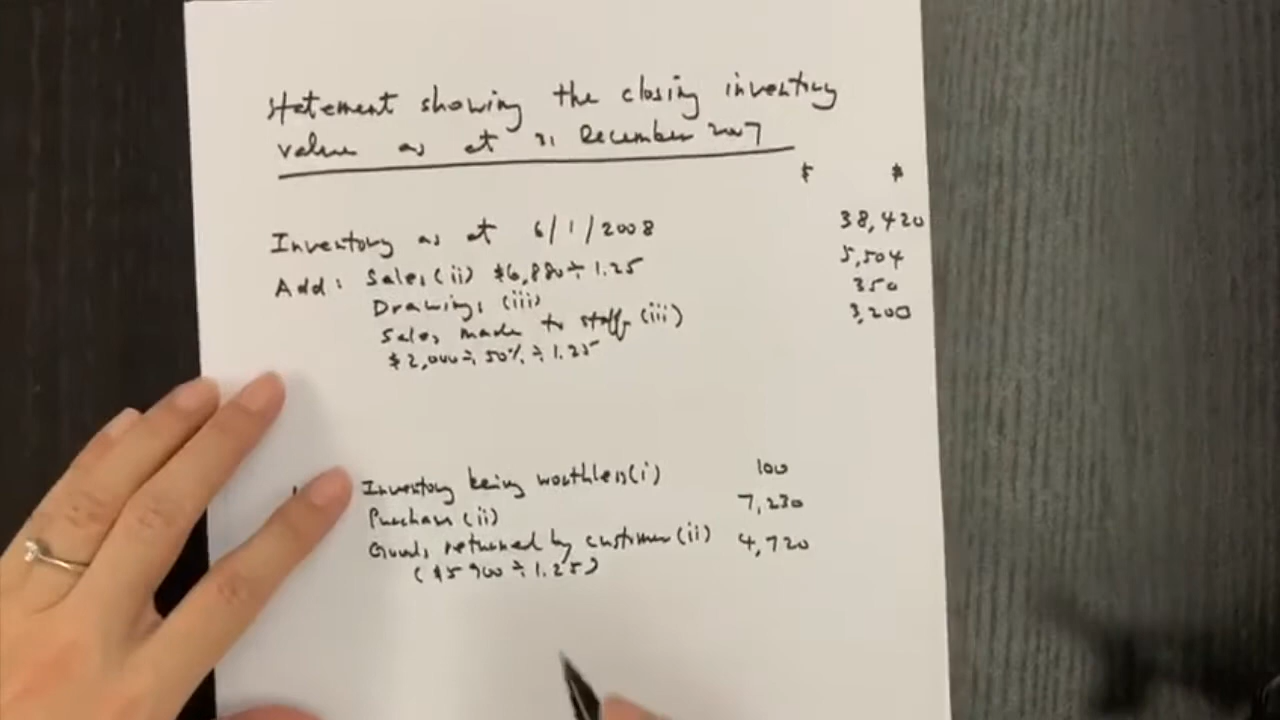 Statement showing the closing inventory
value as at 31 December 2007
$ $
Inventory as at 6/1/2008 38,420
Add: Sales (ii) $6,880 ÷ 1.25 5,504
Drawings (iii) 350
Sales made to staff (iii) 3,200
$2,000 ÷ 50% ÷ 1.25
Inventory being worthless (i) 100
Purchases (ii) 7,230
Goods returned by customer (ii) 4,720
($5900 ÷ 1.25)